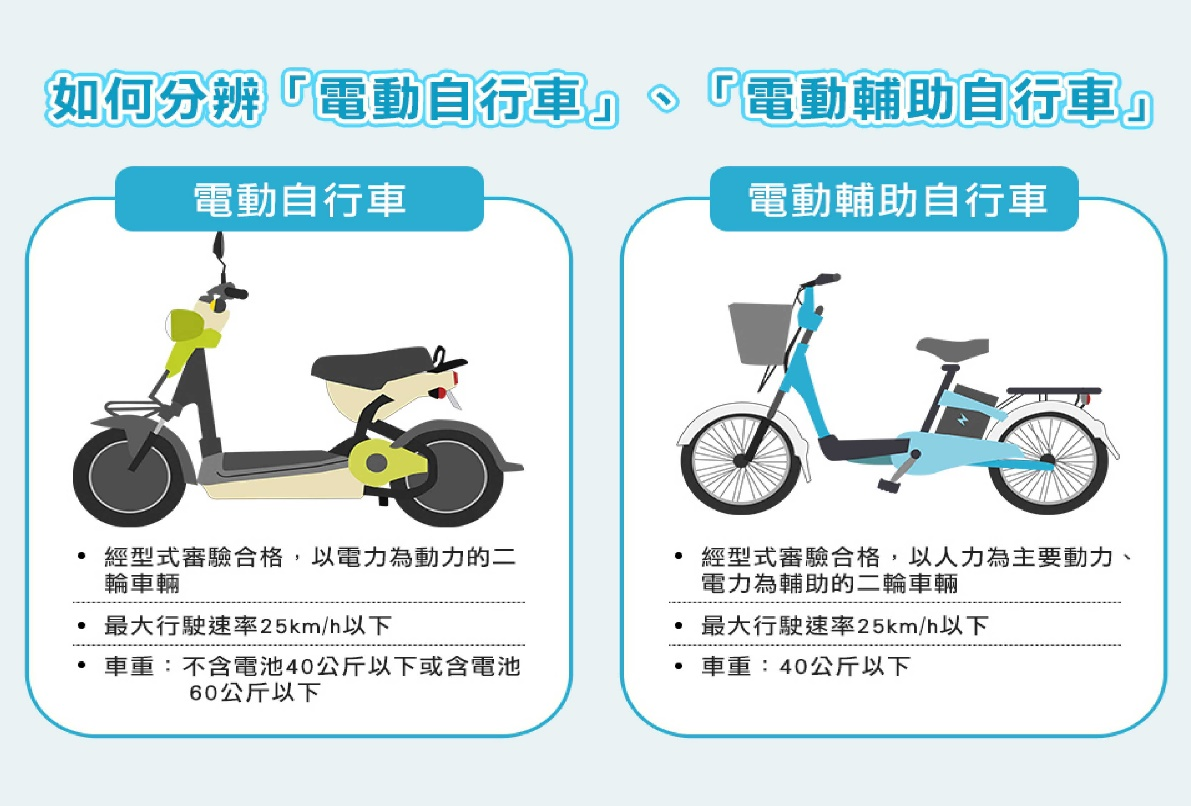 如何分辨「電動自行車」、「電動輔助自行車」
電動自行車
• 經型式審驗合格，以電力為動力的二
輪車輛
• 最大行駛速率25km/h以下
• 車重：不含電池40公斤以下或含電池
60公斤以下
電動輔助自行車
• 經型式審驗合格，以人力為主要動力、
電力為輔助的二輪車輛
• 最大行駛速率25km/h以下
• 車重：40公斤以下